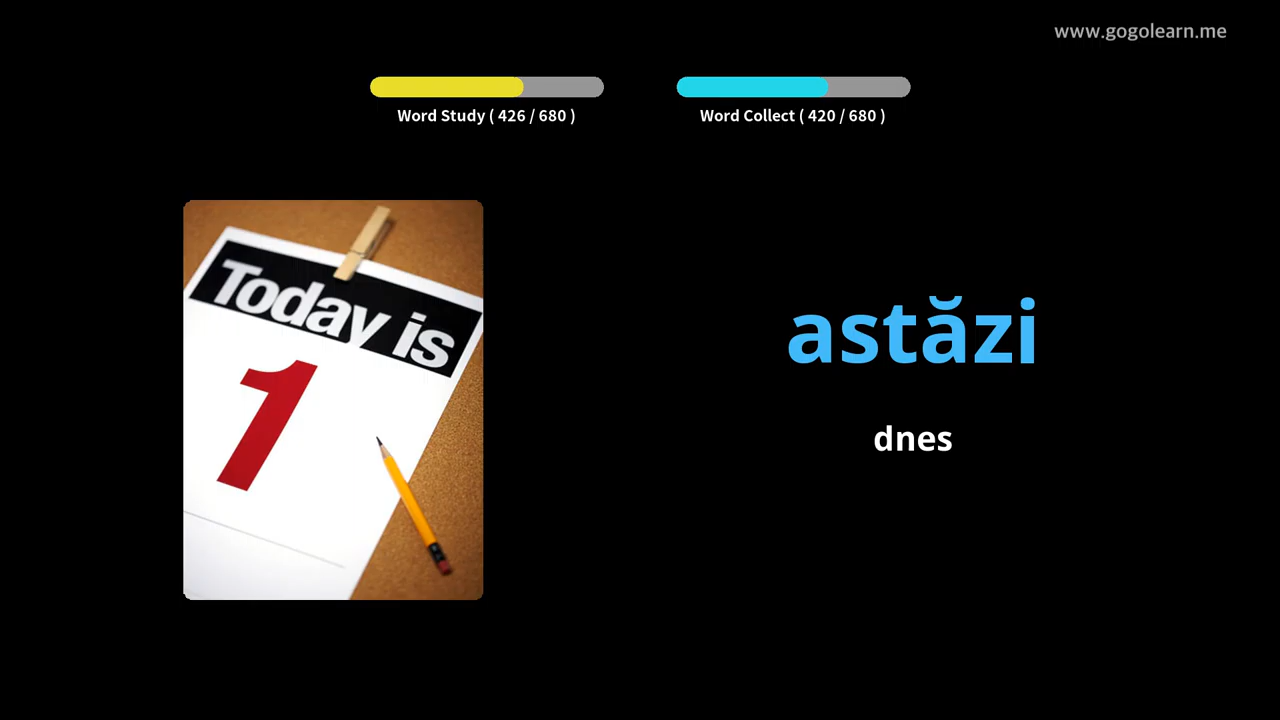 www.gogolearn.me
Word Study ( 426 / 680 )
Word Collect ( 420 / 680 )
Today is
1
astăzi
dnes